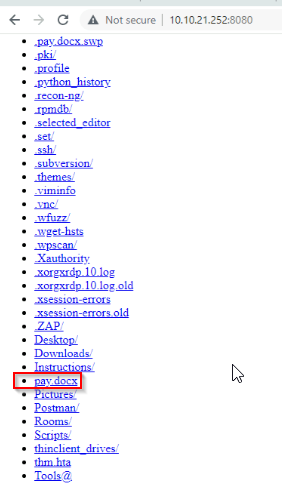 Not secure | 10.10.21.252:8080
.pay.docx.swp
.pki/
.profile
.python_history
.recon-ng/
.rpmdb/
.selected_editor
.set/
.ssh/
.subversion/
.themes/
.viminfo
.vnc/
.wfuzz/
.wget-hsts
.wpscan/
.Xauthority
.xorgxrdp.10.log
.xorgxrdp.10.log.old
.xsession-errors
.xsession-errors.old
.ZAP/
Desktop/
Downloads/
Instructions/
pay.docx
Pictures/
Postman/
Rooms/
Scripts/
thinclient_drives/
thm.hta
Tools@